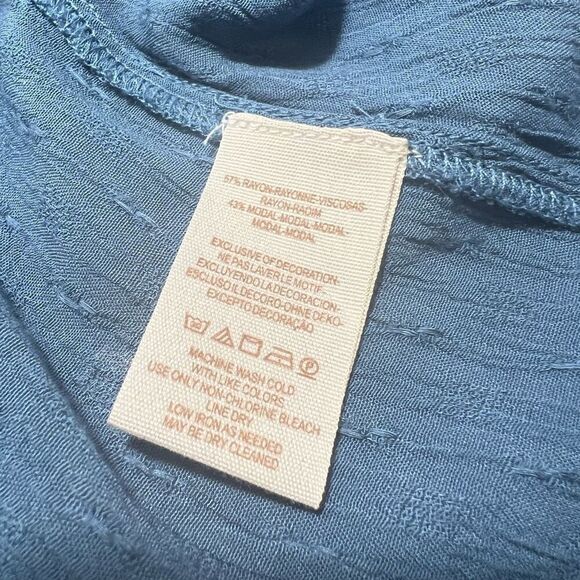 57% RAYON-RAYONNE-VISCOSAS-
RAYON-RADIM
43% MODAL-MODAL-MODAL-
MODAL-MODAL
EXCLUSIVE OF DECORATION-
NE PAS LAVER LE MOTIF-
EXCLUYENDO LA DECORACION-
ESCLUSO IL DECORO-OHNE DEKO-
EXCEPTO DECORAÇÃO
MACHINE WASH COLD
WITH LIKE COLORS
USE ONLY NON-CHLORINE BLEACH
LINE DRY
LOW IRON AS NEEDED
MAY BE DRY CLEANED